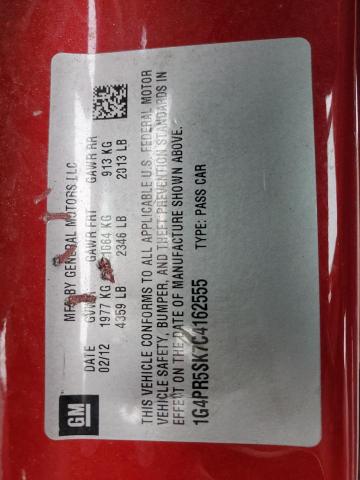 GM
MFD BY GENERAL MOTORS LLC
DATE GVWR GAWR FRT GAWR RR
02/12 1977 KG 1064 KG 913 KG
4359 LB 2346 LB 2013 LB
THIS VEHICLE CONFORMS TO ALL APPLICABLE U.S. FEDERAL MOTOR
VEHICLE SAFETY, BUMPER, AND THEFT PREVENTION STANDARDS IN
EFFECT ON THE DATE OF MANUFACTURE SHOWN ABOVE.
1G4PR5SK7C4162555 TYPE: PASS CAR